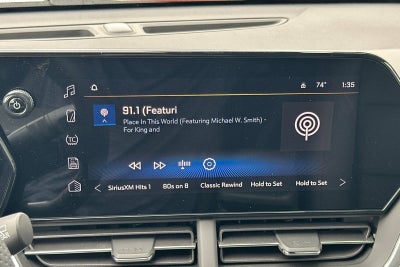 74° 1:35
91.1 (Featuri
Place In This World (Featuring Michael W. Smith) -
For King and
TC
SiriusXM Hits 1 80s on 8 Classic Rewind Hold to Set Hold to Set